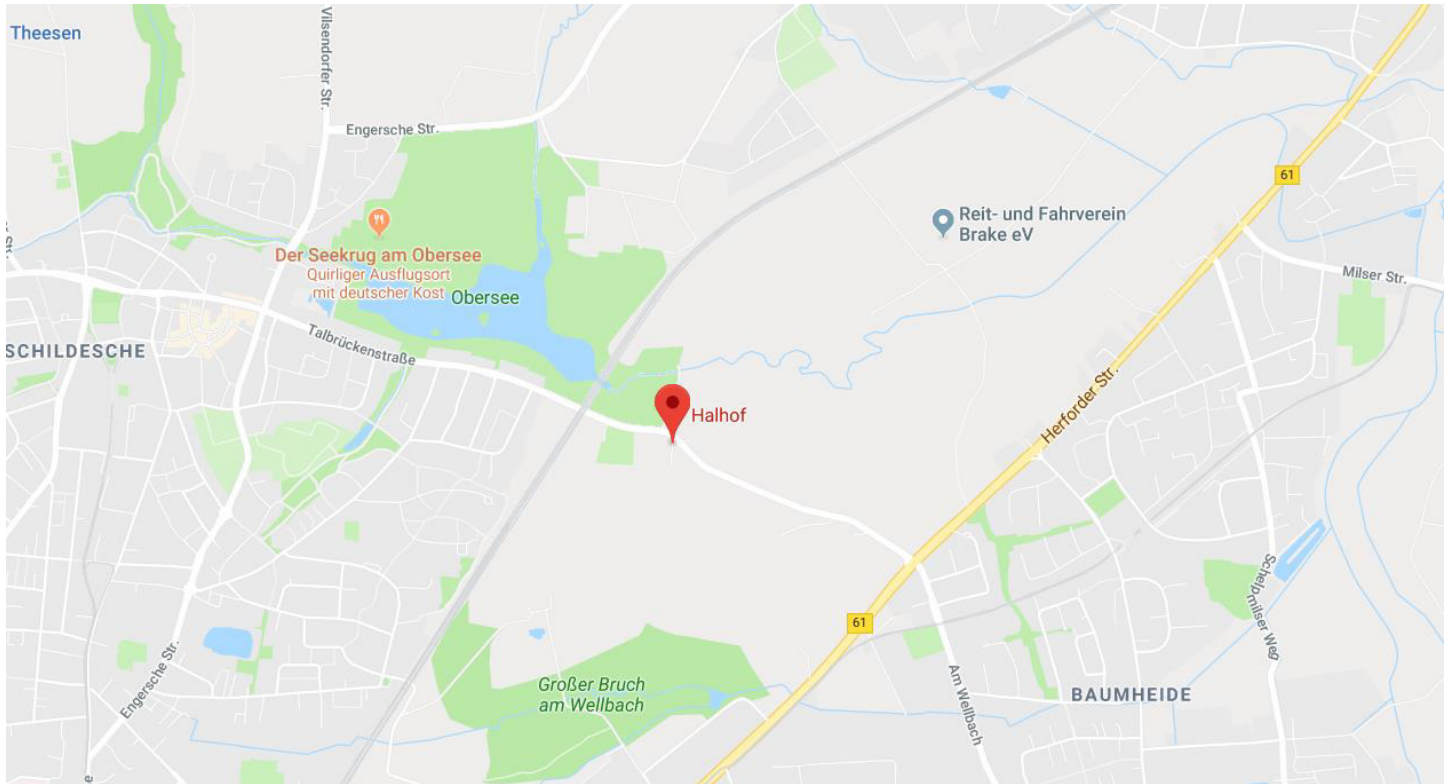 Theesen
Vilsendorfer Str.
Engersche Str.
61
Reit- und Fahrverein
Brake eV
Der Seekrug am Obersee
Quirliger Ausflugsort
mit deutscher Kost
Obersee
Milser Str.
Talbrückenstraße
SCHILDESCHE
Herforder Str.
Halhof
Schelpmilser Weg
61
Engersche Str.
Großer Bruch
am Wellbach
Am Wellbach
BAUMHEIDE